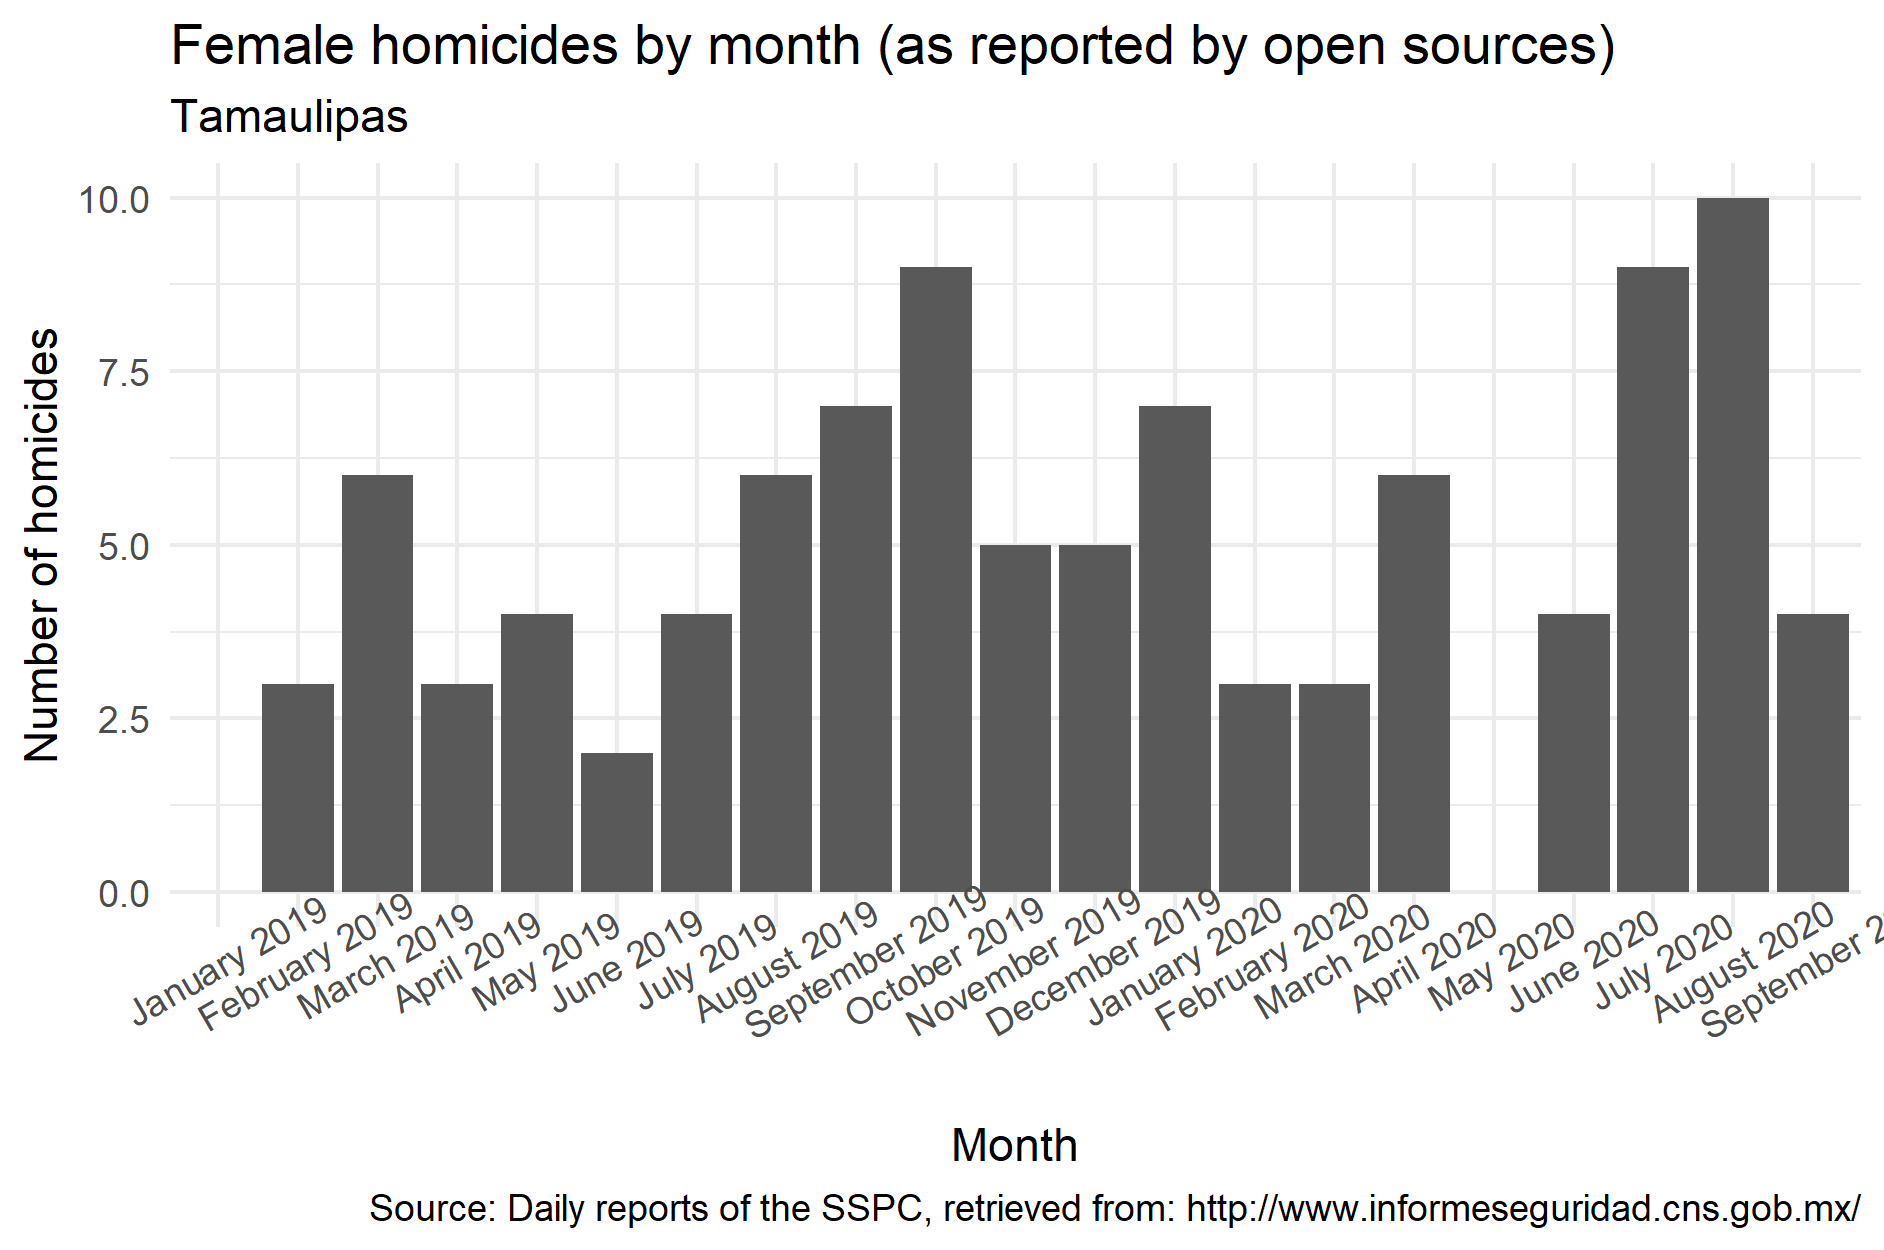 Female homicides by month (as reported by open sources)
Tamaulipas
Number of homicides
10.0
7.5
5.0
2.5
0.0
January 2019
February 2019
March 2019
April 2019
May 2019
June 2019
July 2019
August 2019
September 2019
October 2019
November 2019
December 2019
January 2020
February 2020
March 2020
April 2020
May 2020
June 2020
July 2020
August 2020
September 2
Month
Source: Daily reports of the SSPC, retrieved from: http://www.informeseguridad.cns.gob.mx/